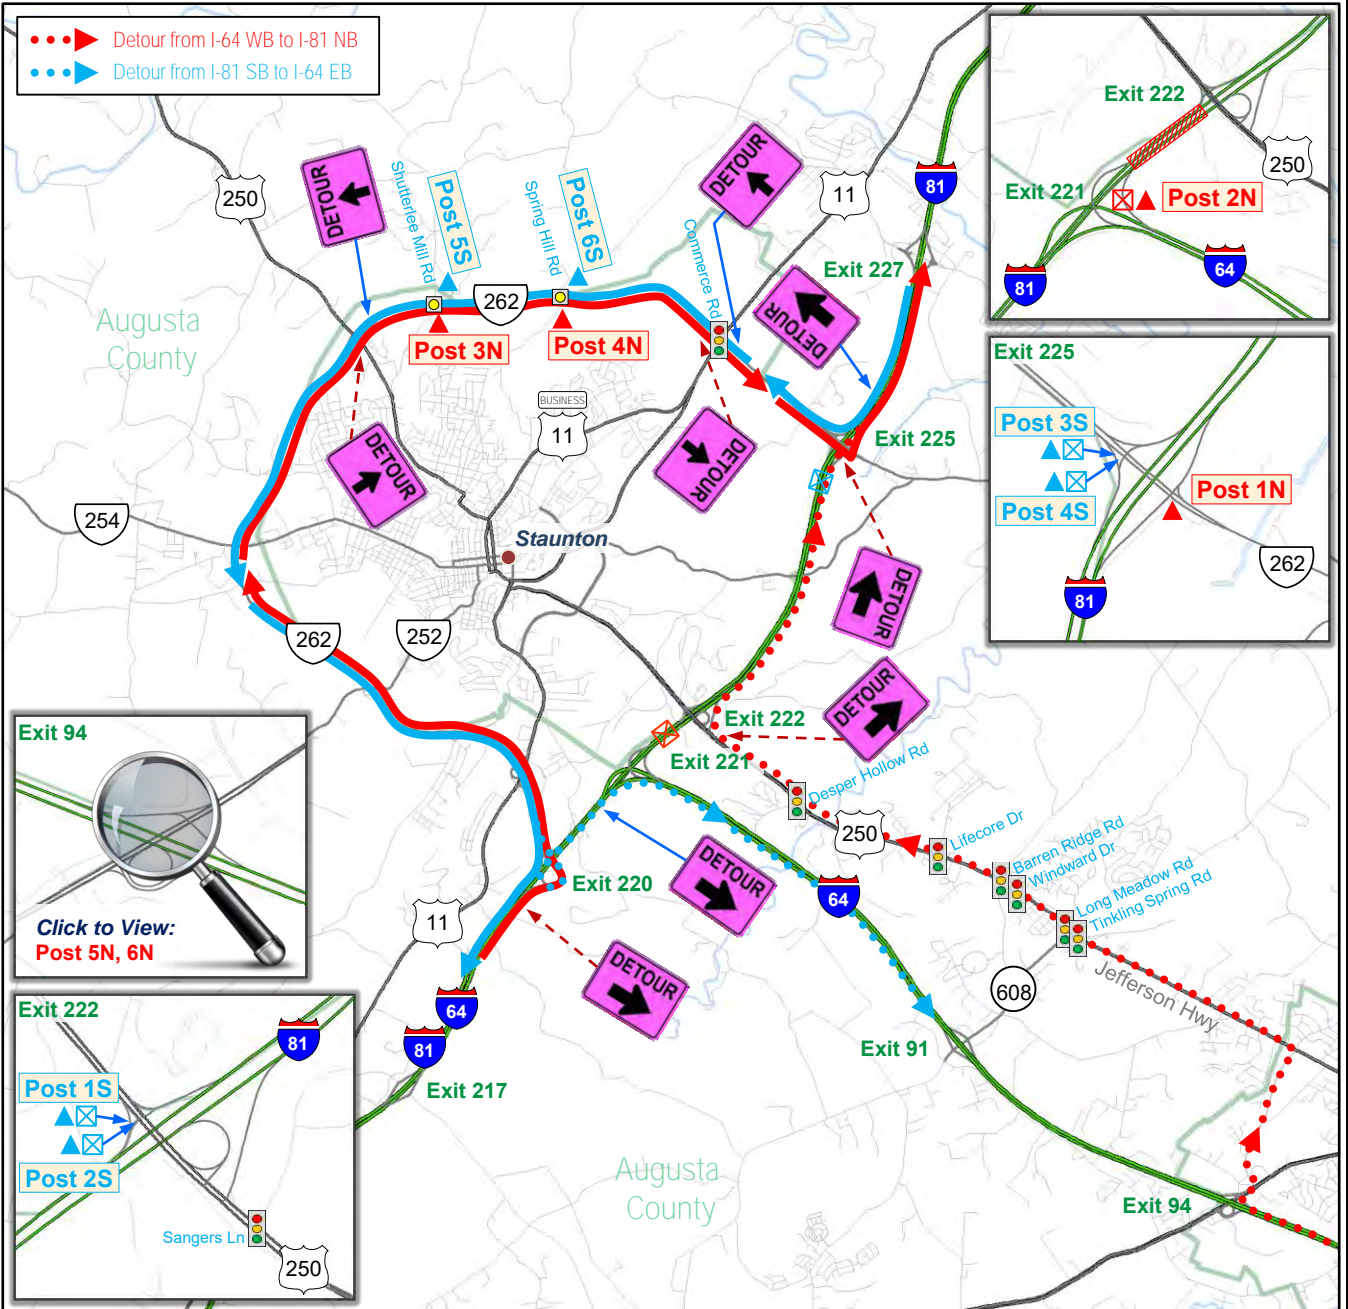 Detour from I-64 WB to I-81 NB
Detour from I-81 SB to I-64 EB
Exit 222
250
Exit 221
Post 2N
81
64
Exit 225
Post 3S
Post 4S
Post 1N
262
81
250
DETOUR
Shutterlee Mill Rd
Post 5S
Spring Hill Rd
Post 6S
DETOUR
11
81
Commerce Rd
Exit 227
DETOUR
262
Augusta
County
Post 3N
Post 4N
BUSINESS
11
DETOUR
DETOUR
Exit 225
254
Staunton
DETOUR
262
252
DETOUR
Exit 222
Exit 221
Desper Hollow Rd
250
Lifecore Dr
Barren Ridge Rd
Windward Dr
Long Meadow Rd
Tinkling Spring Rd
DETOUR
Exit 220
64
11
DETOUR
608
Jefferson Hwy
64
81
Exit 91
Exit 217
Augusta
County
Exit 94
Exit 94
Click to View:
Post 5N, 6N
Exit 222
81
Post 1S
Post 2S
Sangers Ln
250